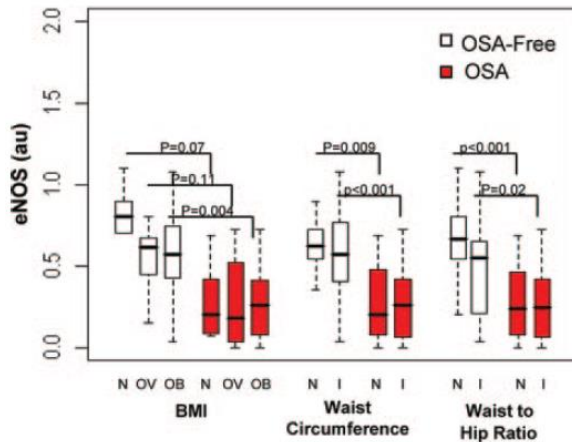 2.0
1.5
1.0
0.5
0.0
eNOS (au)
OSA-Free
OSA
P=0.07
P=0.11
P=0.004
P=0.009
p<0.001
p<0.001
P=0.02
N OV OB N OV OB
N I N I
N I N I
BMI
Waist
Circumference
Waist to
Hip Ratio